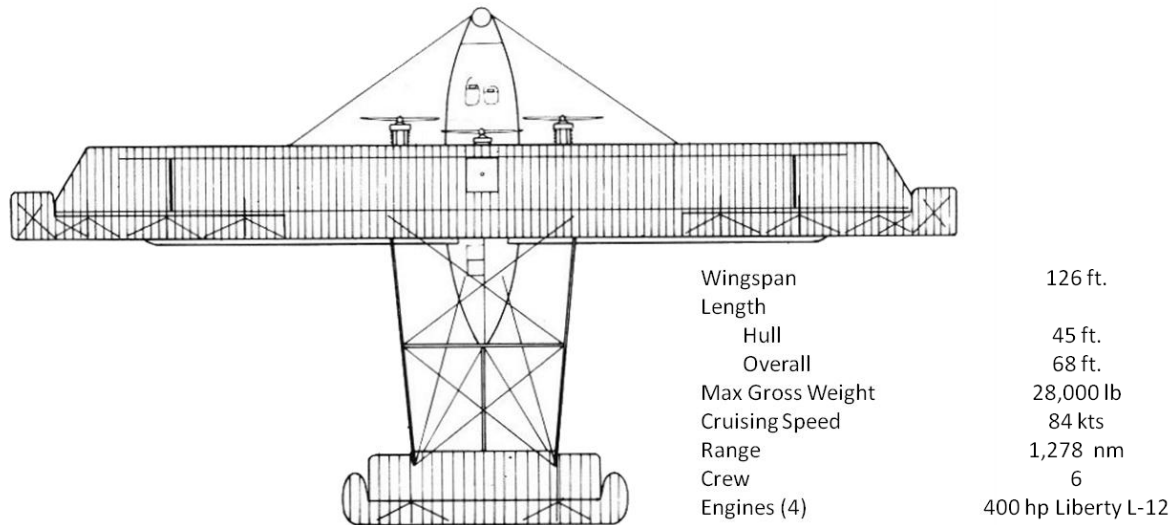 Wingspan 126 ft.
Length
Hull 45 ft.
Overall 68 ft.
Max Gross Weight 28,000 lb
Cruising Speed 84 kts
Range 1,278 nm
Crew 6
Engines (4) 400 hp Liberty L-12